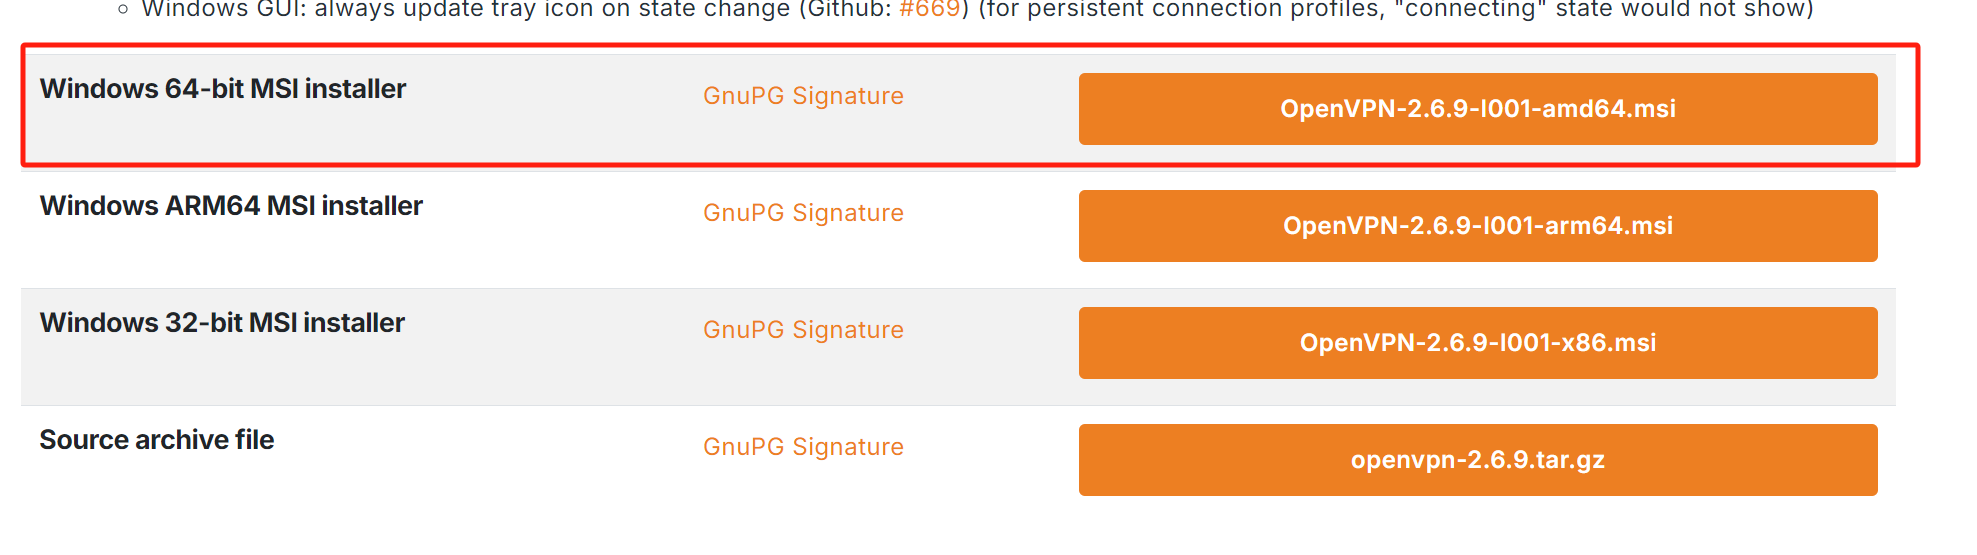 Windows GUI: always update tray icon on state change (Github: #669) (for persistent connection profiles, "connecting" state would not show)
Windows 64-bit MSI installer
GnuPG Signature
OpenVPN-2.6.9-I001-amd64.msi
Windows ARM64 MSI installer
GnuPG Signature
OpenVPN-2.6.9-I001-arm64.msi
Windows 32-bit MSI installer
GnuPG Signature
OpenVPN-2.6.9-I001-x86.msi
Source archive file
GnuPG Signature
openvpn-2.6.9.tar.gz